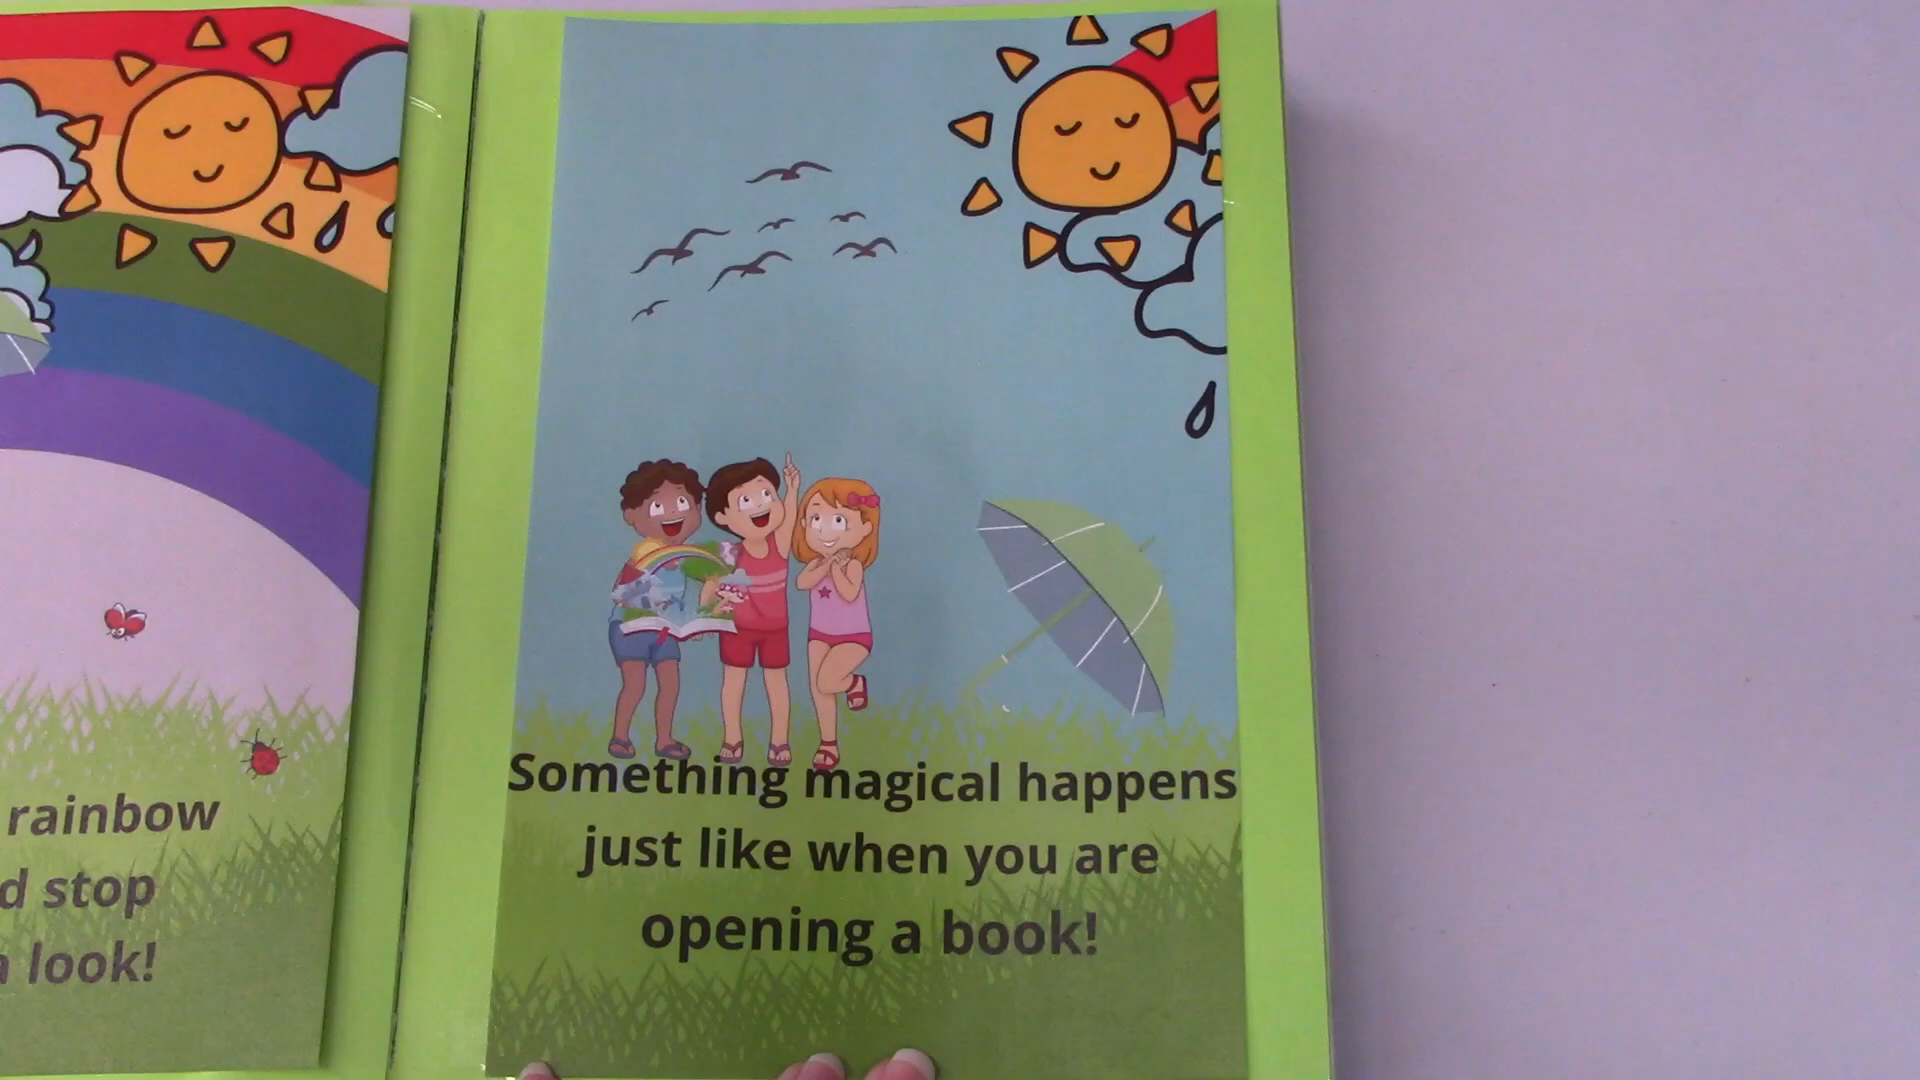 rainbow
d stop
a look!
Something magical happens
just like when you are
opening a book!